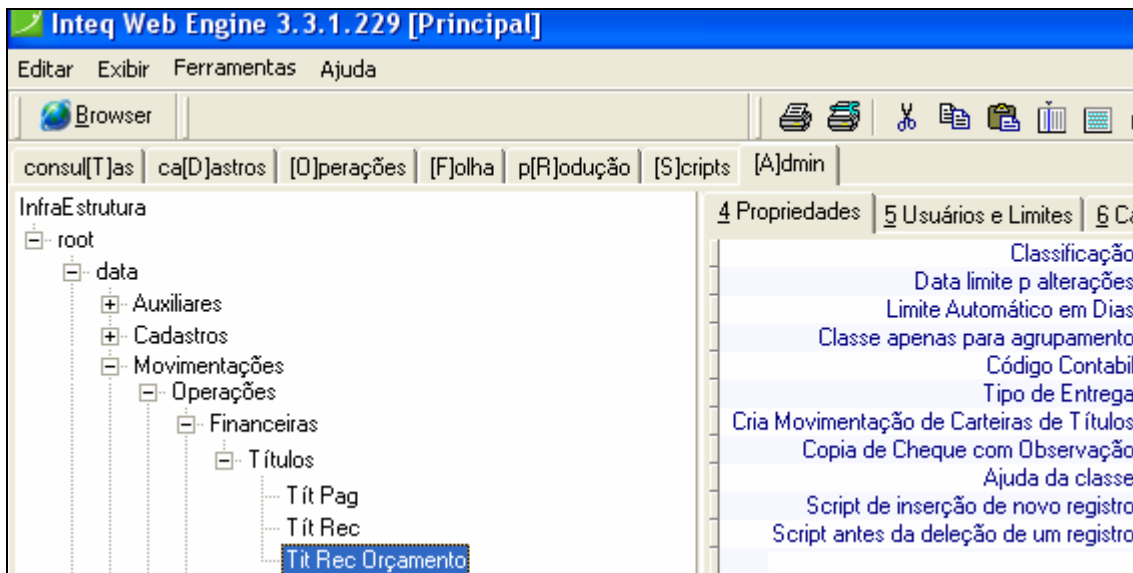 Inteq Web Engine 3.3.1.229 [Principal]
Editar Exibir Ferramentas Ajuda
Browser
consul[T]as ca[D]astros [O]perações [F]olha p[R]odução [S]cripts [A]dmin
InfraEstrutura
root
data
Auxiliares
Cadastros
Movimentações
Operações
Financeiras
Títulos
Tít Pag
Tít Rec
Tit Rec Orçamento
4 Propriedades 5 Usuários e Limites 6
Classificação
Data limite p alterações
Limite Automático em Dias
Classe apenas para agrupamento
Código Contabil
Tipo de Entrega
Cria Movimentação de Carteiras de Títulos
Copia de Cheque com Observação
Ajuda da classe
Script de inserção de novo registro
Script antes da deleção de um registro